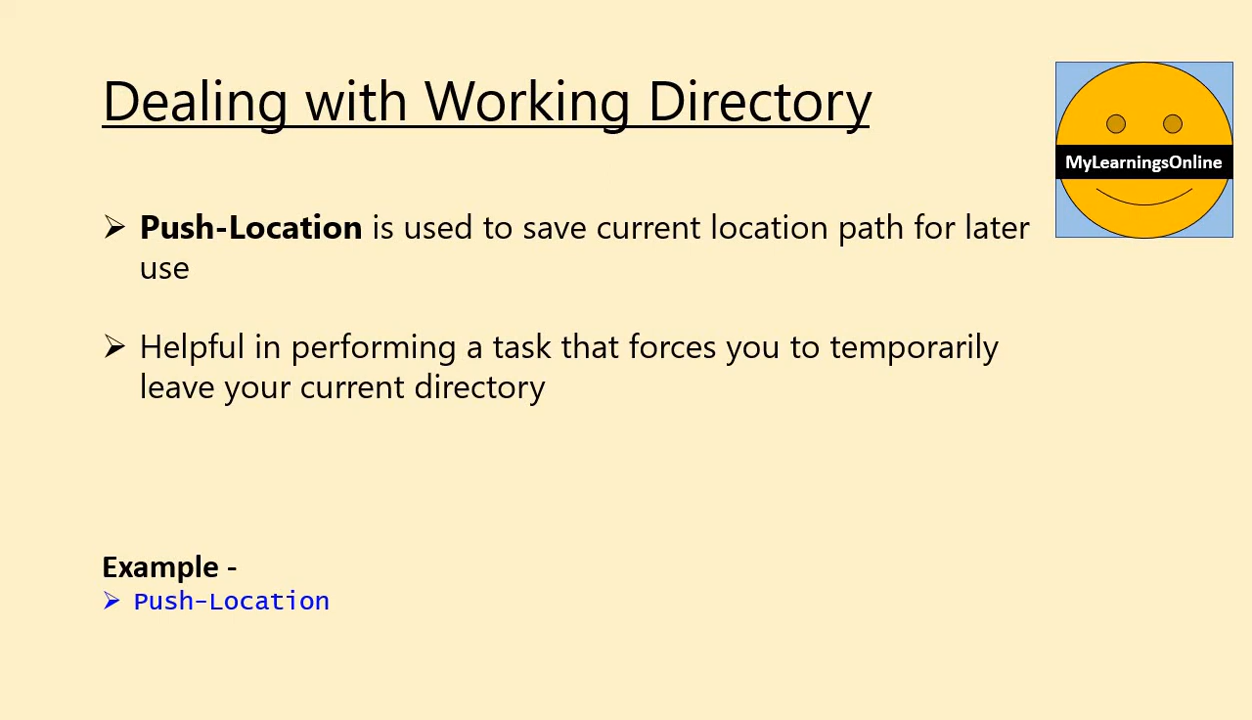 Dealing with Working Directory
MyLearningsOnline
➢ Push-Location is used to save current location path for later
use
➢ Helpful in performing a task that forces you to temporarily
leave your current directory
Example -
➢ Push-Location